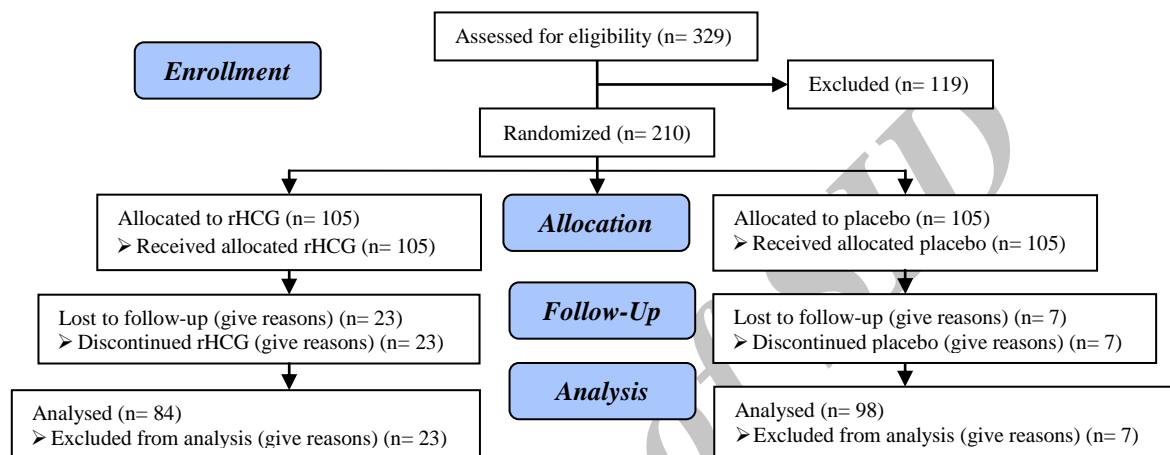 Assessed for eligibility (n= 329)
Enrollment
Excluded (n= 119)
Randomized (n= 210)
Allocated to rHCG (n= 105)
➢ Received allocated rHCG (n= 105)
Allocation
Allocated to placebo (n= 105)
➢ Received allocated placebo (n= 105)
Lost to follow-up (give reasons) (n= 23)
➢ Discontinued rHCG (give reasons) (n= 23)
Follow-Up
Lost to follow-up (give reasons) (n= 7)
➢ Discontinued placebo (give reasons) (n= 7)
Analysis
Analysed (n= 84)
➢ Excluded from analysis (give reasons) (n= 23)
Analysed (n= 98)
➢ Excluded from analysis (give reasons) (n= 7)
of SID